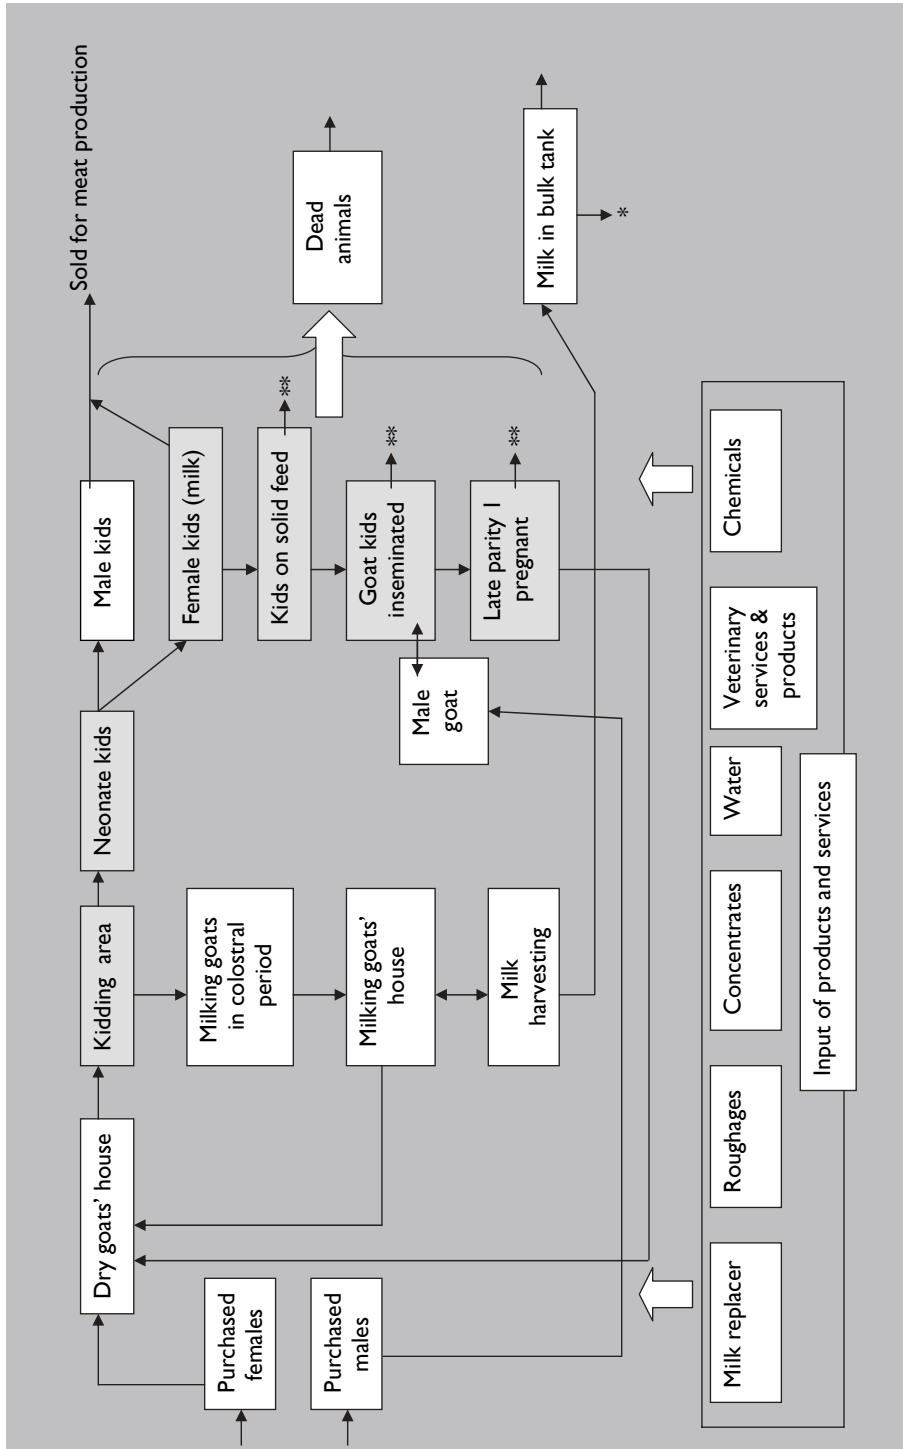 Purchased
females
Purchased
males
Dry goats' house
Kidding area
Neonate kids
Male kids
Sold for meat production
Milking goats
in colostral
period
Female kids (milk)
Kids on solid feed
**
Dead
animals
Milking goats'
house
Male
goat
Goat kids
inseminated
**
Milk
harvesting
Late parity 1
pregnant
**
Milk in bulk tank
*
Milk replacer
Roughages
Concentrates
Water
Veterinary
services &
products
Chemicals
Input of products and services